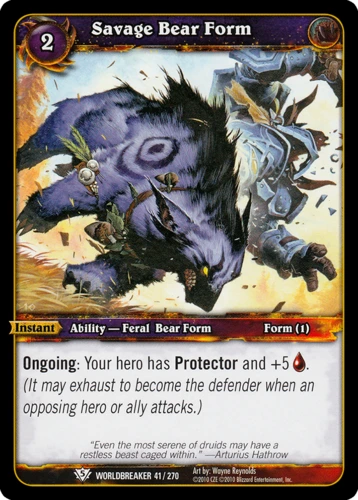 Savage Bear Form
2
Instant Ability — Feral Bear Form Form (1)
Ongoing: Your hero has Protector and +5 .
(It may exhaust to become the defender when an
opposing hero or ally attacks.)
"Even the most serene of druids may have a
restless beast caged within." —Arturius Hathrow
WORLDBREAKER 41/270
Art by: Wayne Reynolds
©2010 CZE ©2010 Blizzard Entertainment, Inc.